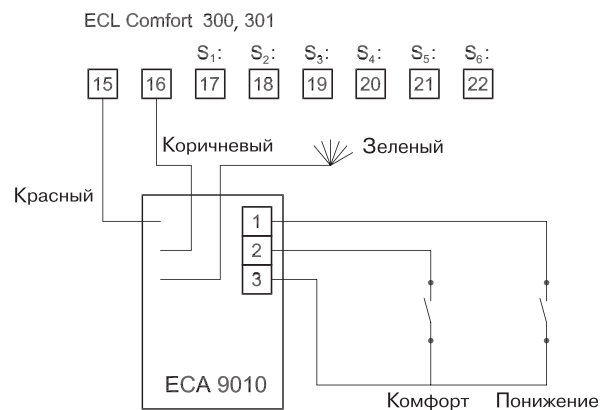 ECL Comfort 300, 301
S1: S2: S3: S4: S5: S6:
15 16 17 18 19 20 21 22
Коричневый
Зеленый
Красный
1
2
3
ECA 9010
Комфорт Понижение